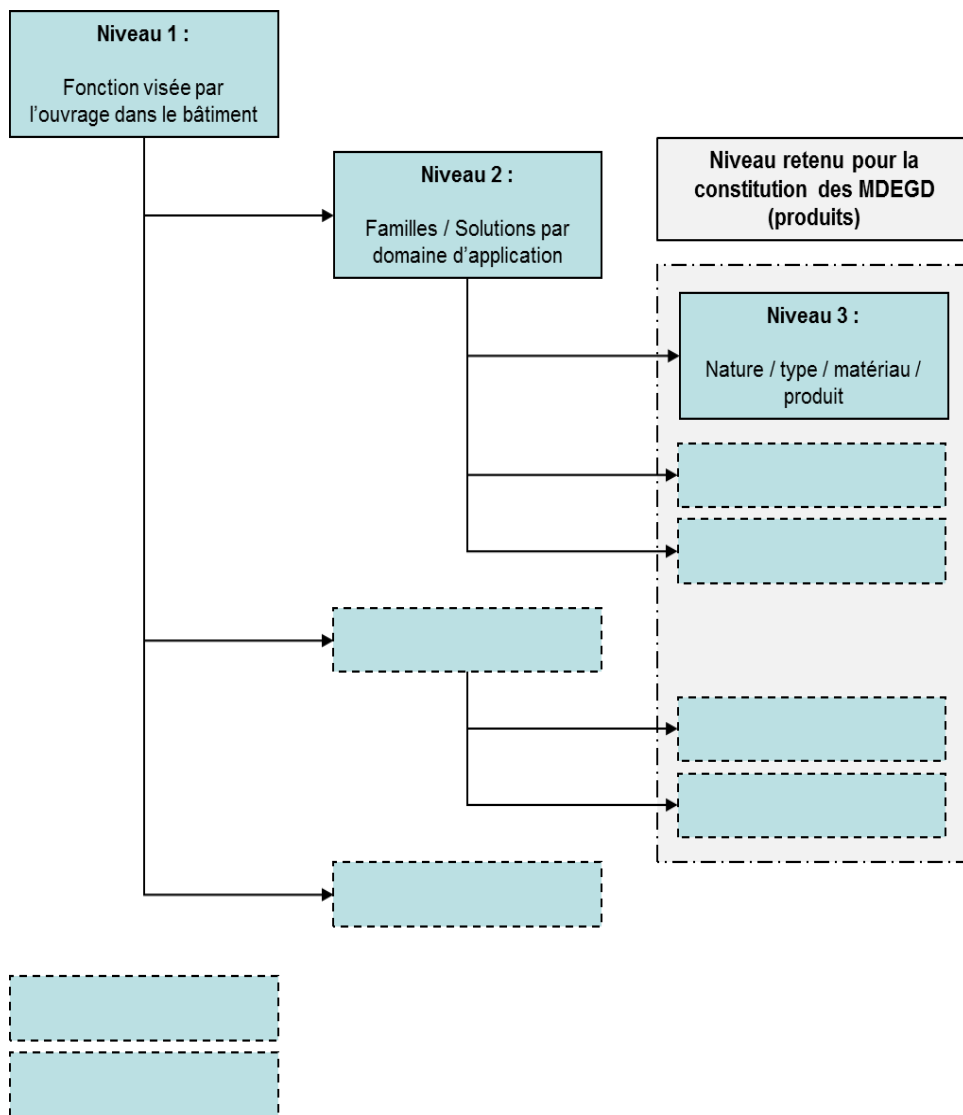 Niveau 1 :
Fonction visée par
l'ouvrage dans le bâtiment
Niveau 2 :
Familles / Solutions par
domaine d'application
Niveau retenu pour la
constitution des MDEGD
(produits)
Niveau 3 :
Nature / type / matériau /
produit